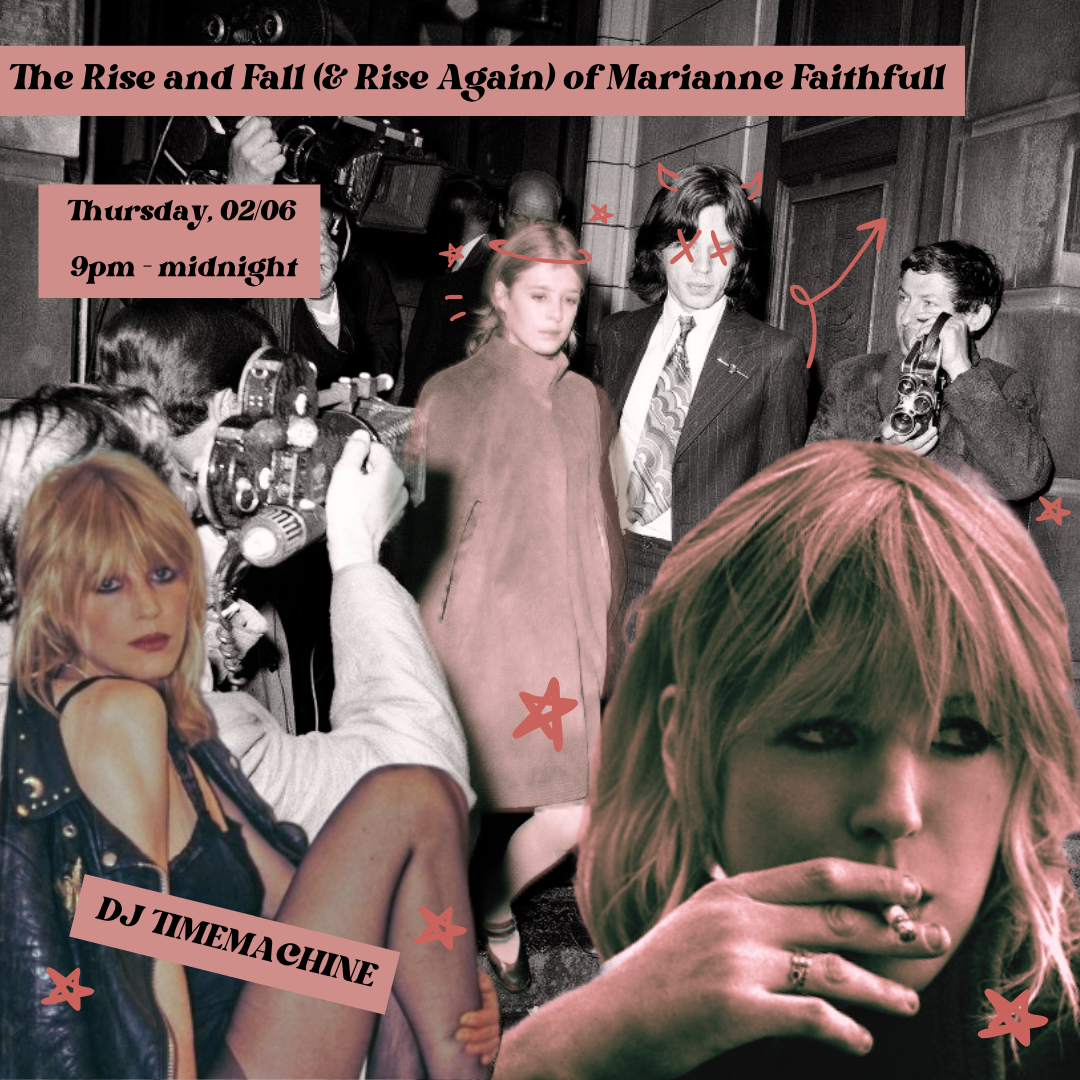 The Rise and Fall (& Rise Again) of Marianne Faithfull
Thursday, 02/06
9pm - midnight
DJ TIMEMACHINE